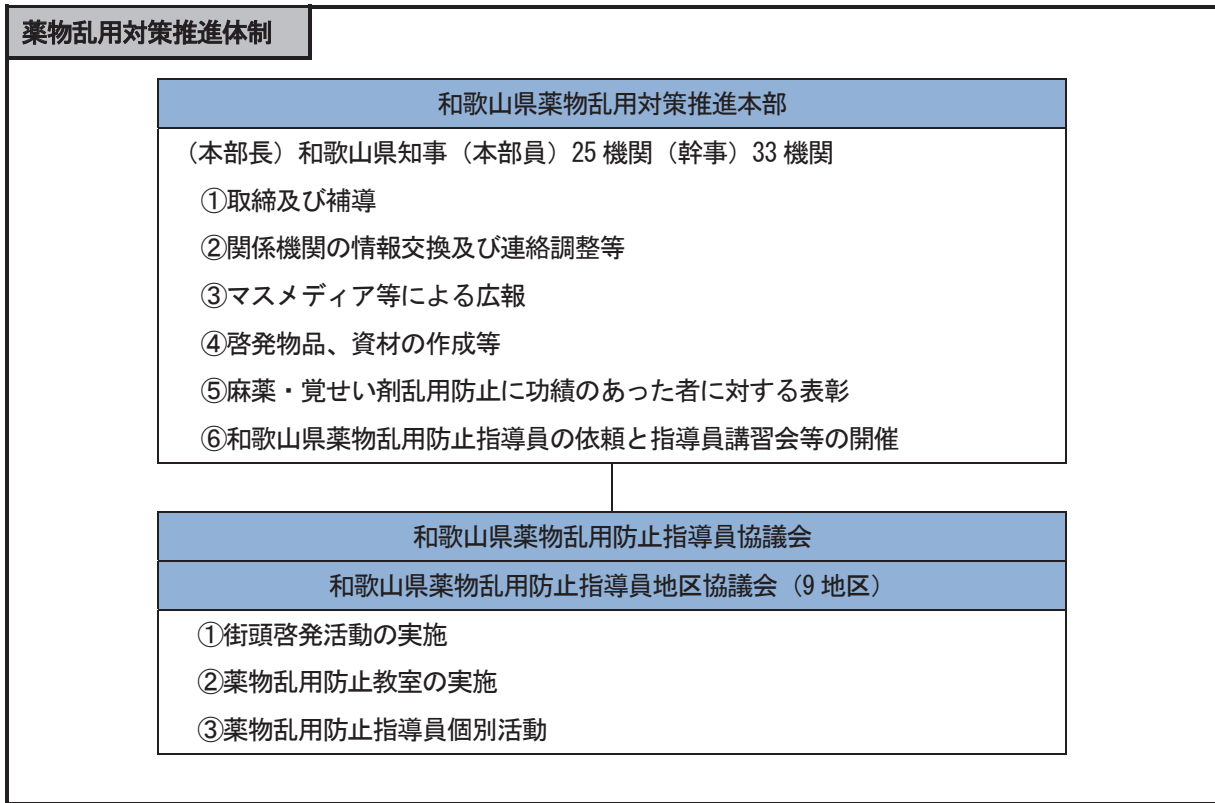 薬物乱用対策推進体制
和歌山県薬物乱用対策推進本部
（本部長）和歌山県知事（本部員）25機関（幹事）33機関
①取締及び補導
②関係機関の情報交換及び連絡調整等
③マスメディア等による広報
④啓発物品、資材の作成等
⑤麻薬・覚せい剤乱用防止に功績のあった者に対する表彰
⑥和歌山県薬物乱用防止指導員の依頼と指導員講習会等の開催
和歌山県薬物乱用防止指導員協議会
和歌山県薬物乱用防止指導員地区協議会（9地区）
①街頭啓発活動の実施
②薬物乱用防止教室の実施
③薬物乱用防止指導員個別活動